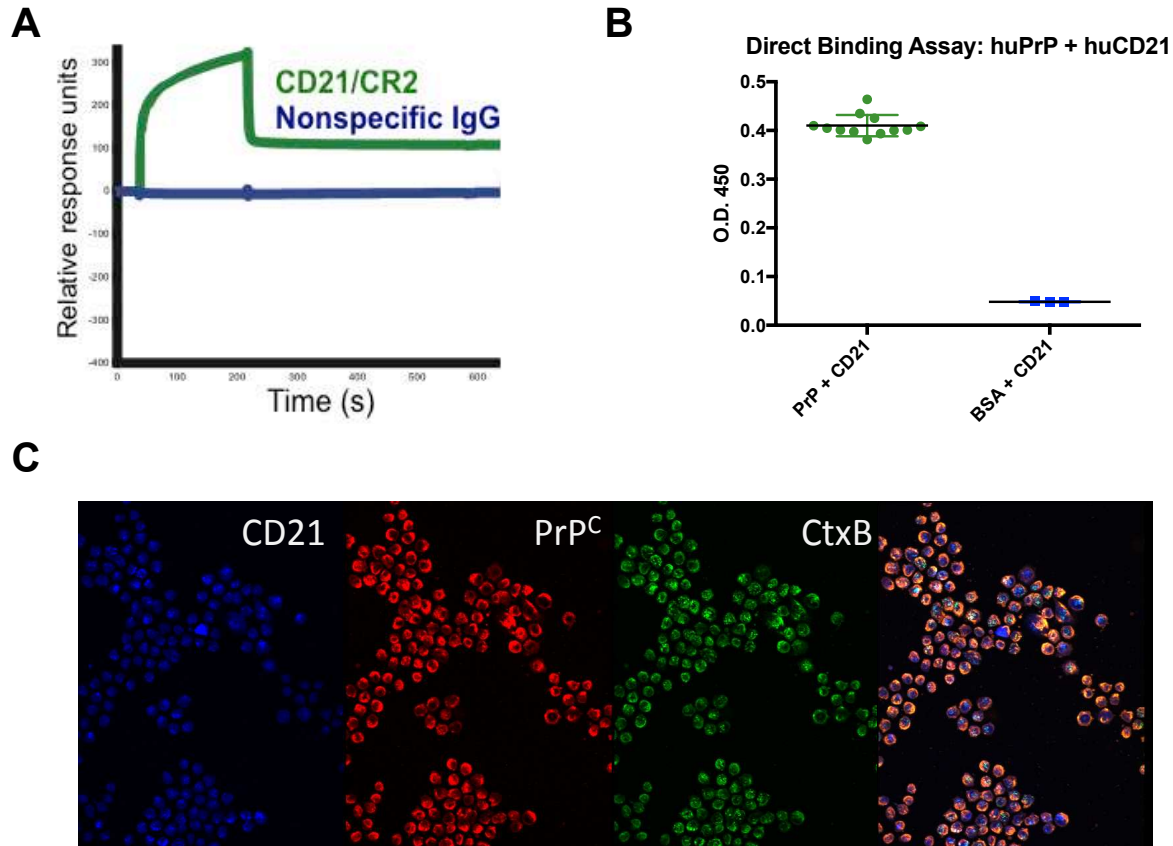 A
Relative response units
300
200
100
0
-100
-200
-300
-400
CD21/CR2
Nonspecific IgG
0
100
200
300
400
500
600
Time (s)
B
Direct Binding Assay: huPrP + huCD21
O.D. 450
0.5
0.4
0.3
0.2
0.1
0.0
PrP + CD21
BSA + CD21
C
CD21
PrPᶜ
CtxB